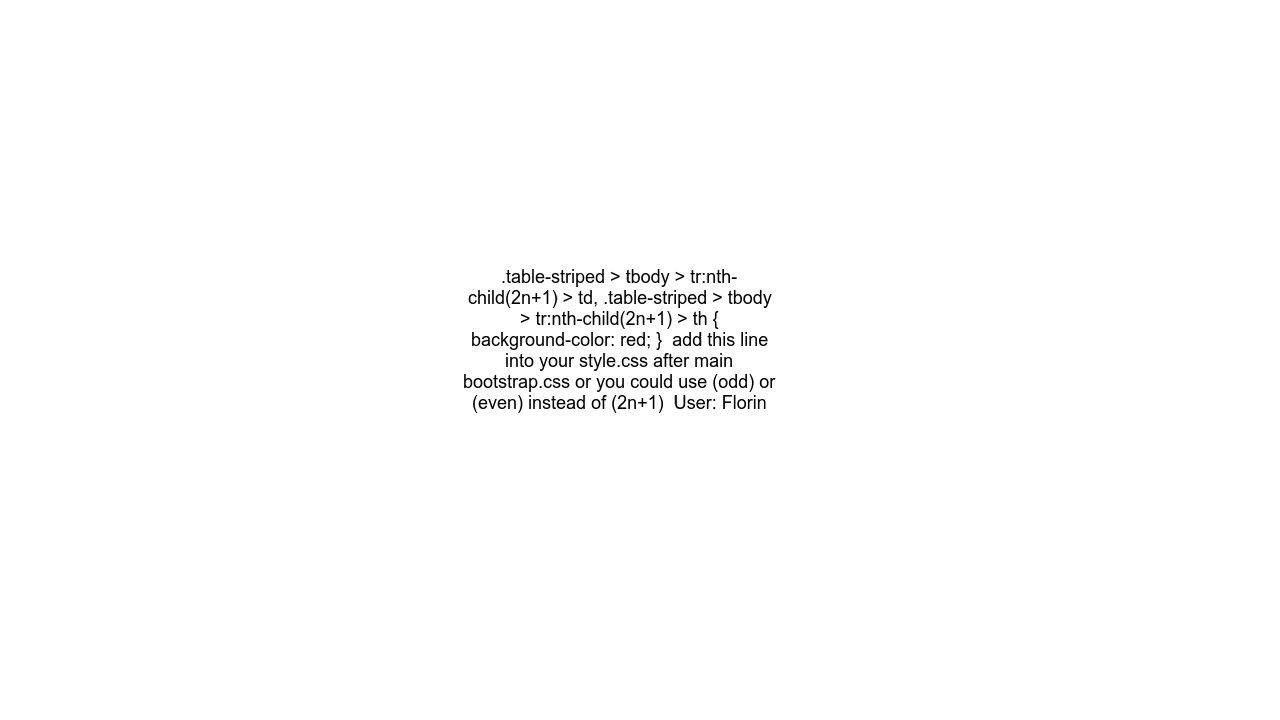 .table-striped > tbody > tr:nth-
child(2n+1) > td, .table-striped > tbody
> tr:nth-child(2n+1) > th {
background-color: red; }  add this line
into your style.css after main
bootstrap.css or you could use (odd) or
(even) instead of (2n+1)  User: Florin